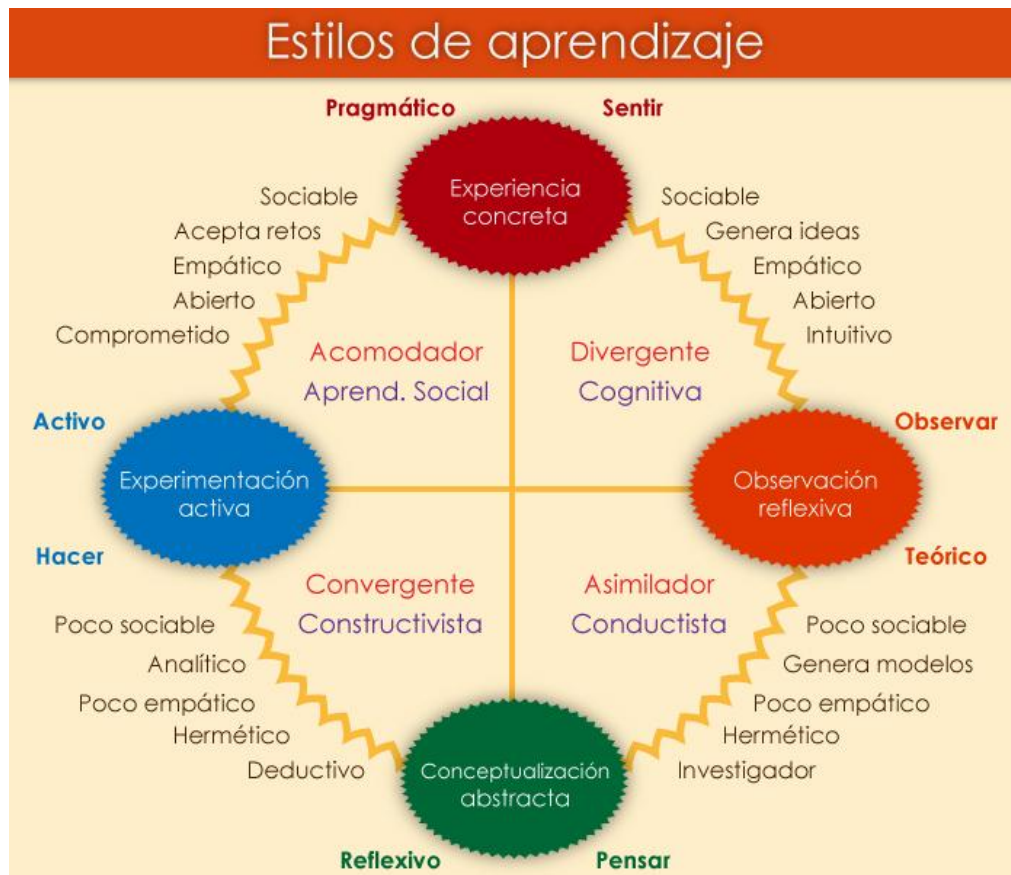 Estilos de aprendizaje
Pragmático
Sentir
Experiencia
concreta
Sociable
Acepta retos
Empático
Abierto
Comprometido
Sociable
Genera ideas
Empático
Abierto
Intuitivo
Acomodador
Aprend. Social
Divergente
Cognitiva
Activo
Experimentación
activa
Hacer
Observar
Observación
reflexiva
Teórico
Convergente
Constructivista
Asimilador
Conductista
Poco sociable
Analítico
Poco empático
Hermético
Deductivo
Poco sociable
Genera modelos
Poco empático
Hermético
Investigador
Conceptualización
abstracta
Reflexivo
Pensar